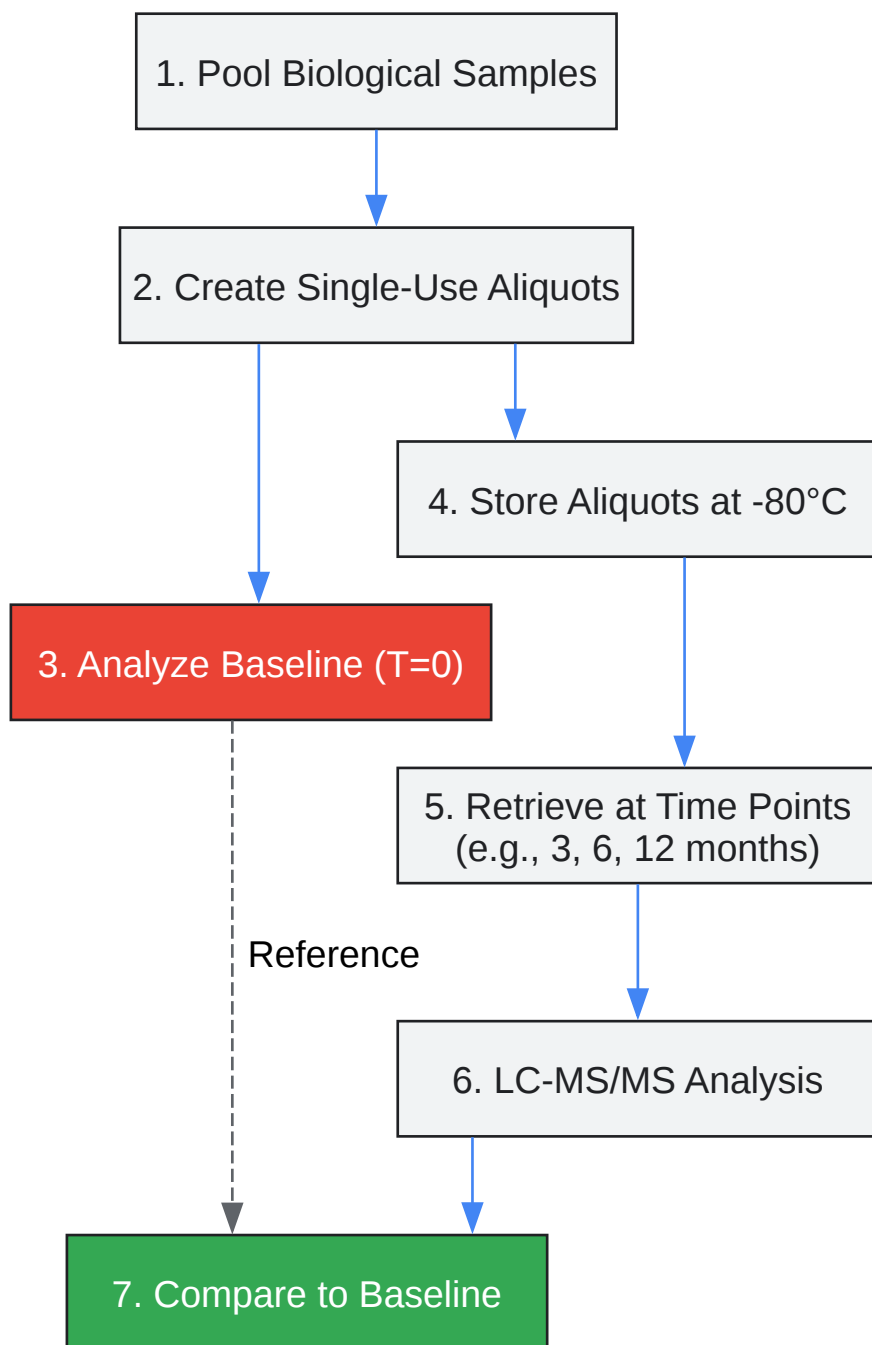 1. Pool Biological Samples
2. Create Single-Use Aliquots
4. Store Aliquots at -80°C
3. Analyze Baseline (T=0)
5. Retrieve at Time Points
(e.g., 3, 6, 12 months)
Reference
6. LC-MS/MS Analysis
7. Compare to Baseline